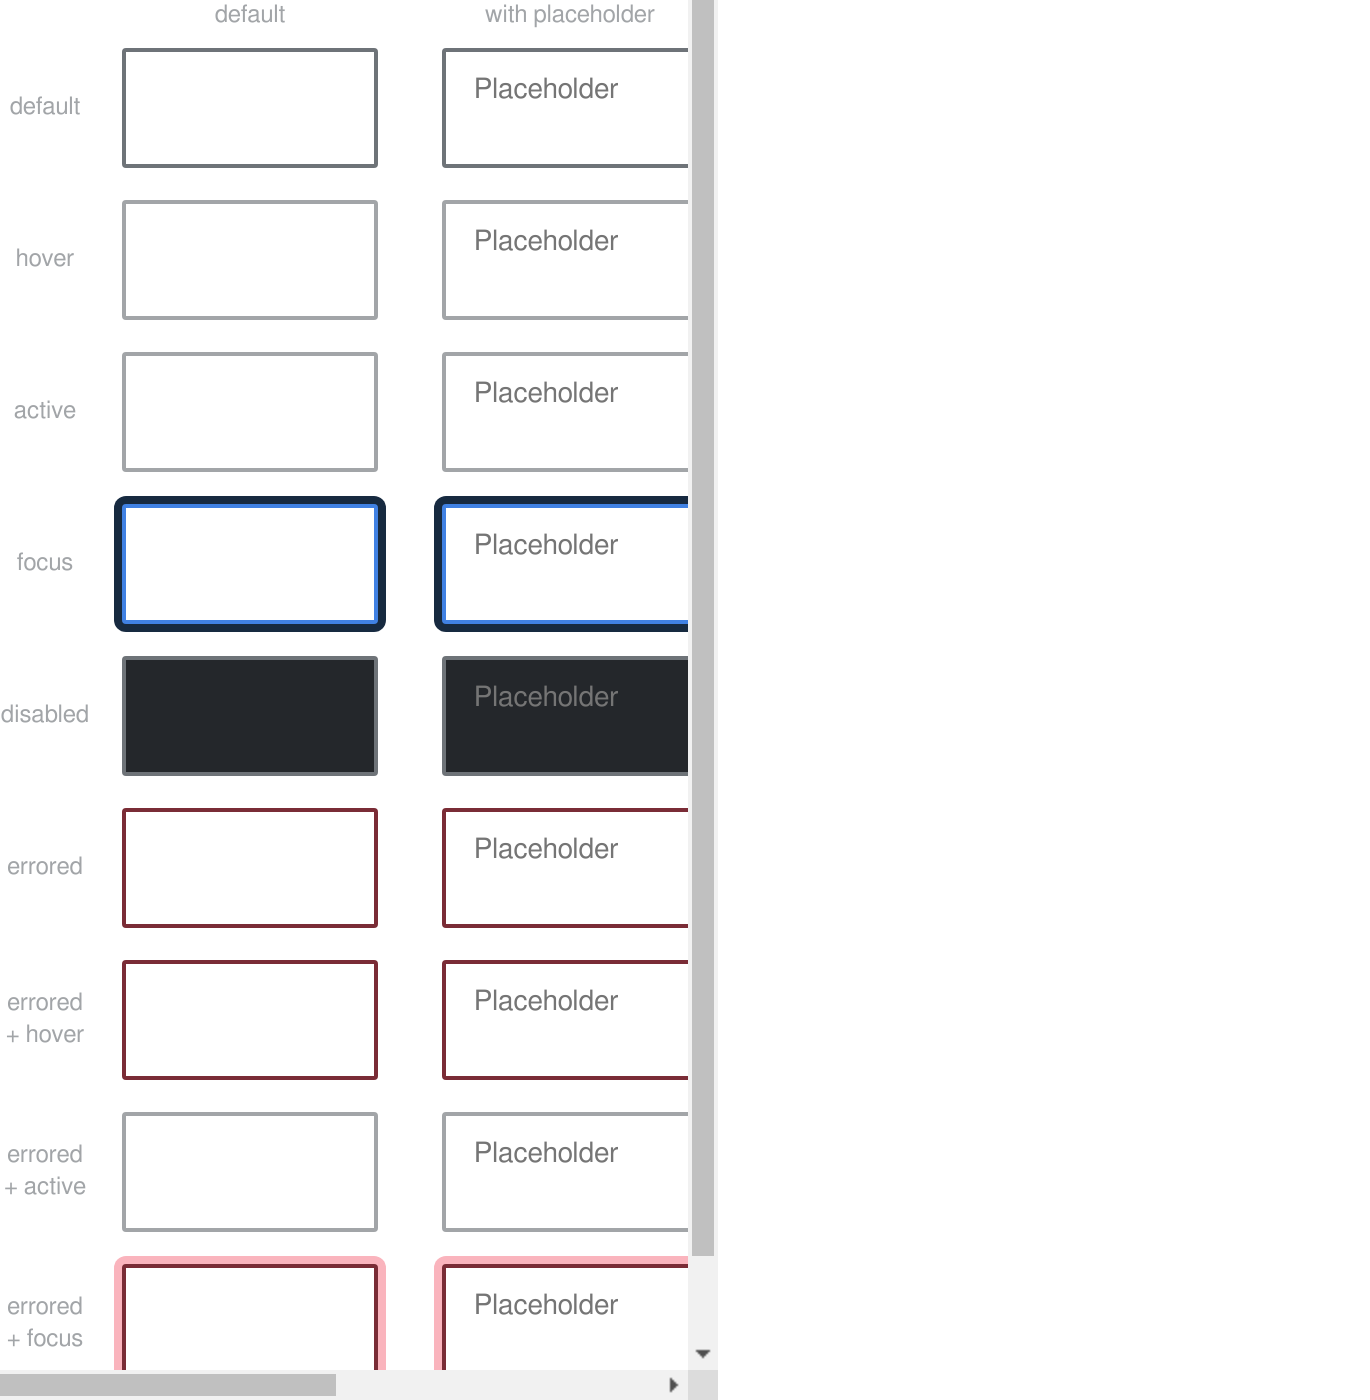 default
with placeholder
default
Placeholder
hover
Placeholder
active
Placeholder
focus
Placeholder
disabled
Placeholder
errored
Placeholder
errored
+ hover
Placeholder
errored
+ active
Placeholder
errored
+ focus
Placeholder